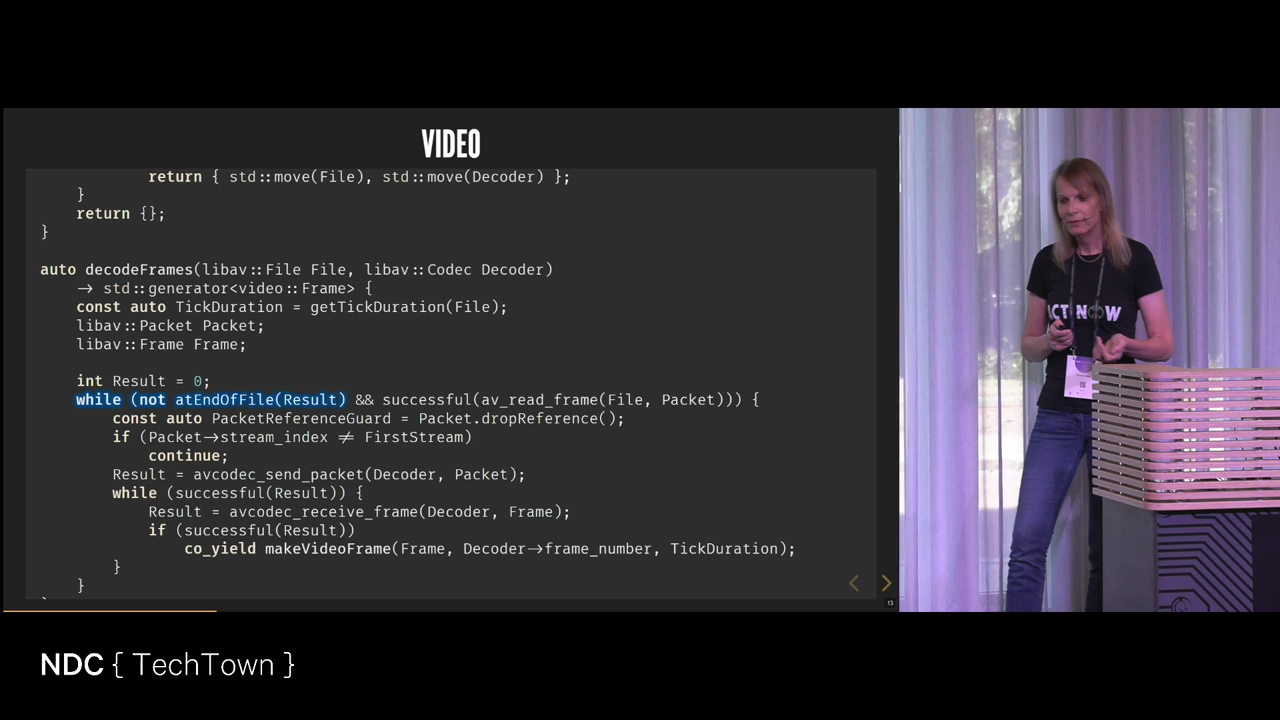 VIDEO
return { std::move(File), std::move(Decoder) };
}
return {};
}
auto decodeFrames(libav::File File, libav::Codec Decoder)
→ std::generator<video::Frame> {
const auto TickDuration = getTickDuration(File);
libav::Packet Packet;
libav::Frame Frame;
int Result = 0;
while (not atEndOfFile(Result) && successful(av_read_frame(File, Packet))) {
const auto PacketReferenceGuard = Packet.dropReference();
if (Packet→stream_index ≠ FirstStream)
continue;
Result = avcodec_send_packet(Decoder, Packet);
while (successful(Result)) {
Result = avcodec_receive_frame(Decoder, Frame);
if (successful(Result))
co_yield makeVideoFrame(Frame, Decoder→frame_number, TickDuration);
}
}
13
ACT NOW
NDC { TechTown }